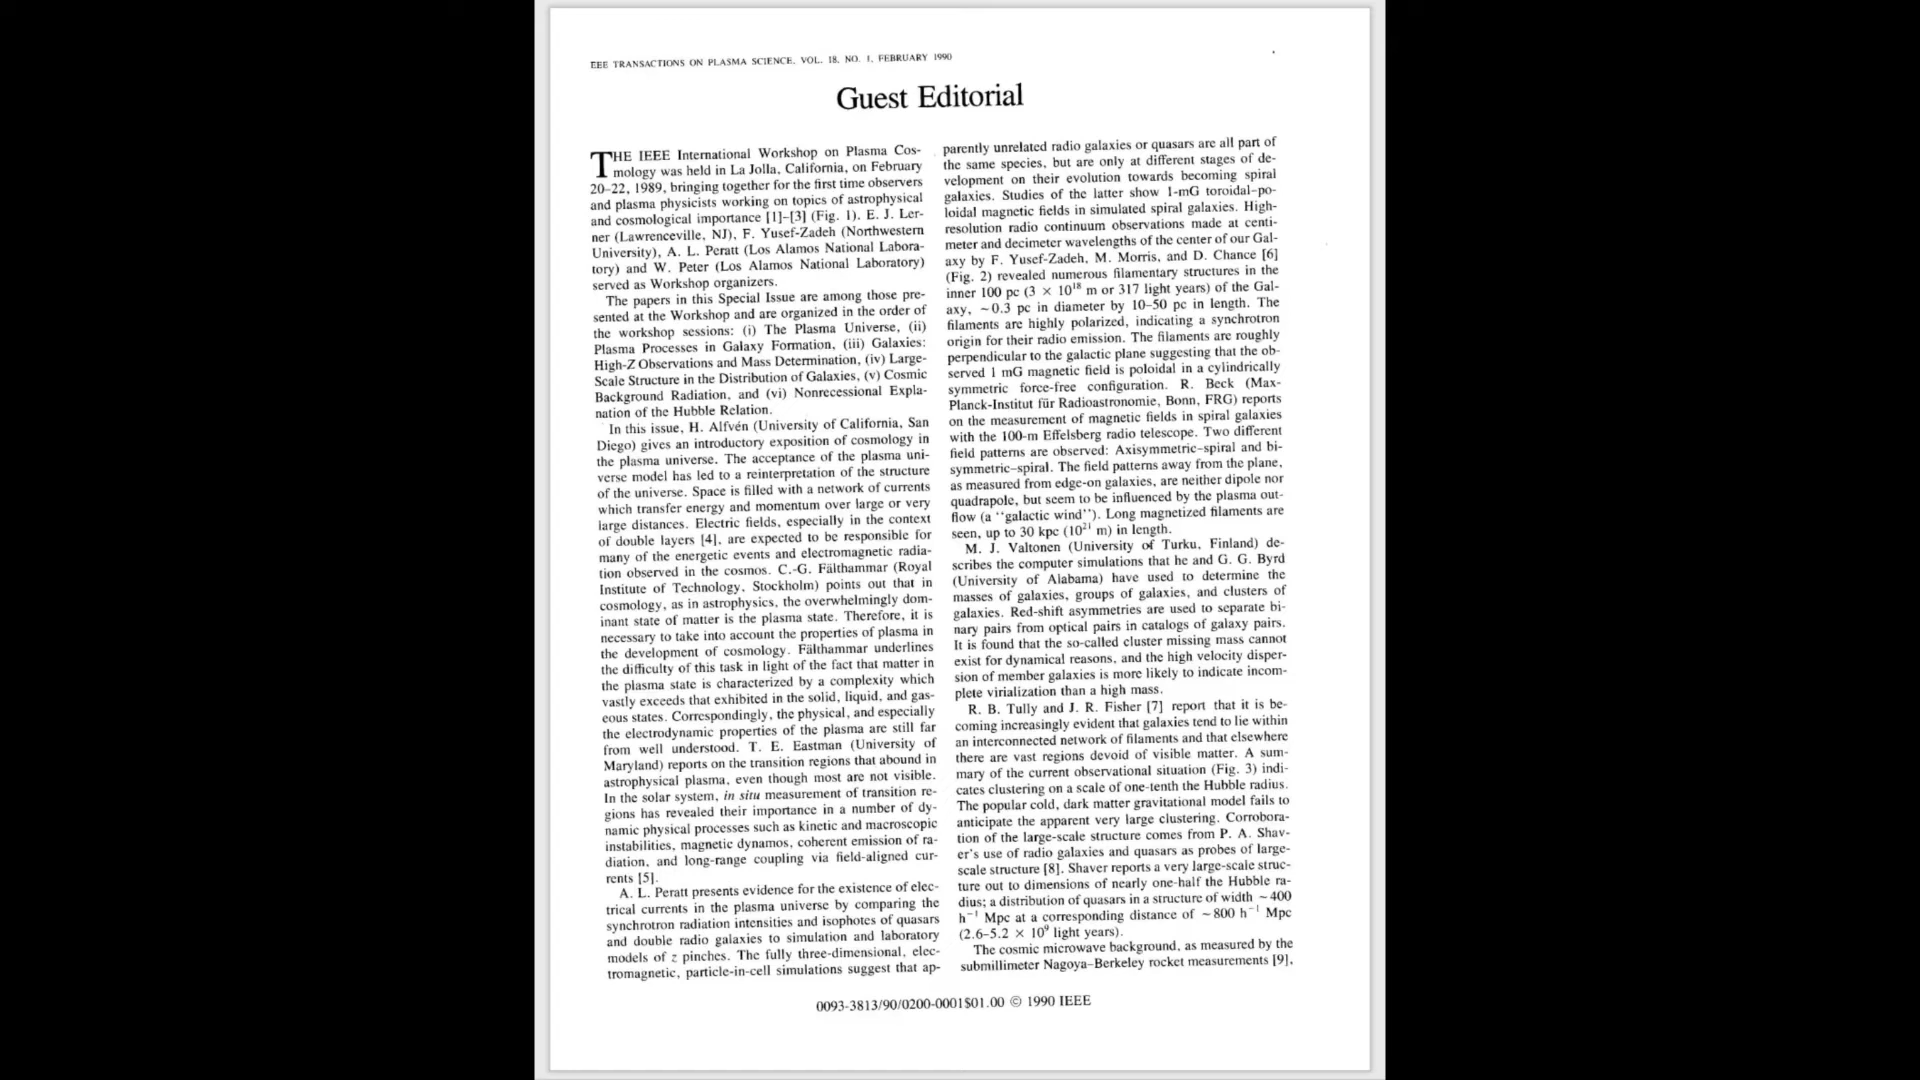 EEE TRANSACTIONS ON PLASMA SCIENCE, VOL. 18, NO. 1, FEBRUARY 1990
Guest Editorial
THE IEEE International Workshop on Plasma Cos-
mology was held in La Jolla, California, on February
20–22, 1989, bringing together for the first time observers
and plasma physicists working on topics of astrophysical
and cosmological importance [1]–[3] (Fig. 1). E. J. Ler-
ner (Lawrenceville, NJ), F. Yusef-Zadeh (Northwestern
University), A. L. Peratt (Los Alamos National Labora-
tory) and W. Peter (Los Alamos National Laboratory)
served as Workshop organizers.
The papers in this Special Issue are among those pre-
sented at the Workshop and are organized in the order of
the workshop sessions: (i) The Plasma Universe, (ii)
Plasma Processes in Galaxy Formation, (iii) Galaxies:
High-Z Observations and Mass Determination, (iv) Large-
Scale Structure in the Distribution of Galaxies, (v) Cosmic
Background Radiation, and (vi) Nonrecessional Expla-
nation of the Hubble Relation.
In this issue, H. Alfvén (University of California, San
Diego) gives an introductory exposition of cosmology in
the plasma universe. The acceptance of the plasma uni-
verse model has led to a reinterpretation of the structure
of the universe. Space is filled with a network of currents
which transfer energy and momentum over large or very
large distances. Electric fields, especially in the context
of double layers [4], are expected to be responsible for
many of the energetic events and electromagnetic radia-
tion observed in the cosmos. C.-G. Fälthammar (Royal
Institute of Technology, Stockholm) points out that in
cosmology, as in astrophysics, the overwhelmingly dom-
inant state of matter is the plasma state. Therefore, it is
necessary to take into account the properties of plasma in
the development of cosmology. Fälthammar underlines
the difficulty of this task in light of the fact that matter in
the plasma state is characterized by a complexity which
vastly exceeds that exhibited in the solid, liquid, and gas-
eous states. Correspondingly, the physical, and especially
the electrodynamic properties of the plasma are still far
from well understood. T. E. Eastman (University of
Maryland) reports on the transition regions that abound in
astrophysical plasma, even though most are not visible.
In the solar system, in situ measurement of transition re-
gions has revealed their importance in a number of dy-
namic physical processes such as kinetic and macroscopic
instabilities, magnetic dynamos, coherent emission of ra-
diation, and long-range coupling via field-aligned cur-
rents [5].
A. L. Peratt presents evidence for the existence of elec-
trical currents in the plasma universe by comparing the
synchrotron radiation intensities and isophotes of quasars
and double radio galaxies to simulation and laboratory
models of z pinches. The fully three-dimensional, elec-
tromagnetic, particle-in-cell simulations suggest that ap-
parently unrelated radio galaxies or quasars are all part of
the same species, but are only at different stages of de-
velopment on their evolution towards becoming spiral
galaxies. Studies of the latter show 1-mG toroidal–po-
loidal magnetic fields in simulated spiral galaxies. High-
resolution radio continuum observations made at centi-
meter and decimeter wavelengths of the center of our Gal-
axy by F. Yusef-Zadeh, M. Morris, and D. Chance [6]
(Fig. 2) revealed numerous filamentary structures in the
inner 100 pc (3 × 10¹⁸ m or 317 light years) of the Gal-
axy, ~0.3 pc in diameter by 10–50 pc in length. The
filaments are highly polarized, indicating a synchrotron
origin for their radio emission. The filaments are roughly
perpendicular to the galactic plane suggesting that the ob-
served 1 mG magnetic field is poloidal in a cylindrically
symmetric force-free configuration. R. Beck (Max-
Planck-Institut für Radioastronomie, Bonn, FRG) reports
on the measurement of magnetic fields in spiral galaxies
with the 100-m Effelsberg radio telescope. Two different
field patterns are observed: Axisymmetric–spiral and bi-
symmetric–spiral. The field patterns away from the plane,
as measured from edge-on galaxies, are neither dipole nor
quadrapole, but seem to be influenced by the plasma out-
flow (a ‘‘galactic wind’’). Long magnetized filaments are
seen, up to 30 kpc (10²¹ m) in length.
M. J. Valtonen (University of Turku, Finland) de-
scribes the computer simulations that he and G. G. Byrd
(University of Alabama) have used to determine the
masses of galaxies, groups of galaxies, and clusters of
galaxies. Red-shift asymmetries are used to separate bi-
nary pairs from optical pairs in catalogs of galaxy pairs.
It is found that the so-called cluster missing mass cannot
exist for dynamical reasons, and the high velocity disper-
sion of member galaxies is more likely to indicate incom-
plete virialization than a high mass.
R. B. Tully and J. R. Fisher [7] report that it is be-
coming increasingly evident that galaxies tend to lie within
an interconnected network of filaments and that elsewhere
there are vast regions devoid of visible matter. A sum-
mary of the current observational situation (Fig. 3) indi-
cates clustering on a scale of one-tenth the Hubble radius.
The popular cold, dark matter gravitational model fails to
anticipate the apparent very large clustering. Corrobora-
tion of the large-scale structure comes from P. A. Shav-
er's use of radio galaxies and quasars as probes of large-
scale structure [8]. Shaver reports a very large-scale struc-
ture out to dimensions of nearly one-half the Hubble ra-
dius; a distribution of quasars in a structure of width ~400
h⁻¹ Mpc at a corresponding distance of ~800 h⁻¹ Mpc
(2.6–5.2 × 10⁹ light years).
The cosmic microwave background, as measured by the
submillimeter Nagoya–Berkeley rocket measurements [9],
0093-3813/90/0200-0001$01.00 © 1990 IEEE